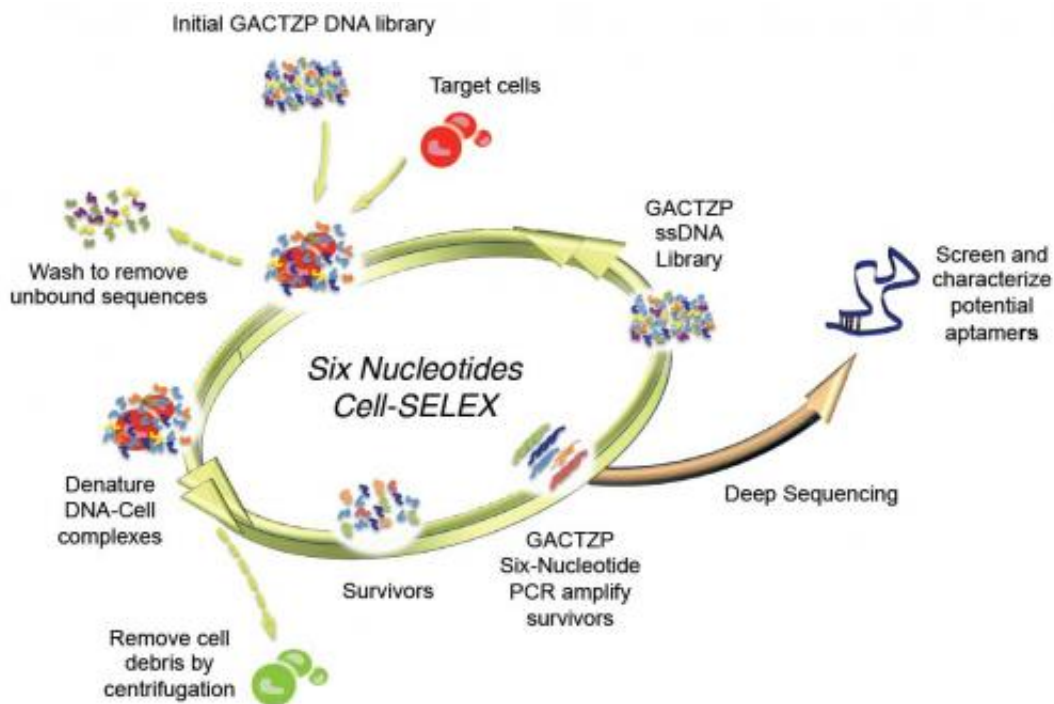 Initial GACTZP DNA library
Target cells
Wash to remove
unbound sequences
GACTZP
ssDNA
Library
Screen and
characterize
potential
aptamers
Six Nucleotides
Cell-SELEX
Denature
DNA-Cell
complexes
Survivors
GACTZP
Six-Nucleotide
PCR amplify
survivors
Deep Sequencing
Remove cell
debris by
centrifugation